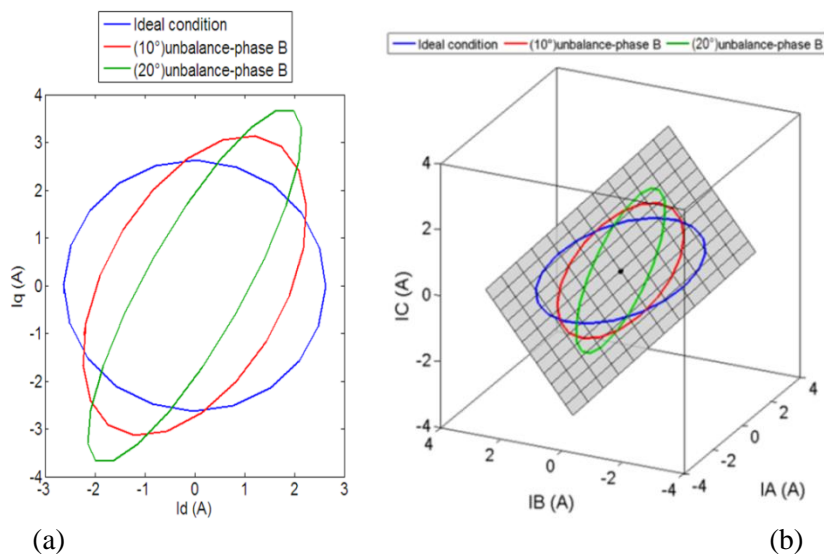 Ideal condition
(10°)unbalance-phase B
(20°)unbalance-phase B
4
3
2
1
0
-1
-2
-3
-4
-3
-2
-1
0
1
2
3
Iq (A)
Id (A)
(a)
Ideal condition (10°)unbalance-phase B (20°)unbalance-phase B
4
2
0
-2
-4
IC (A)
4
2
0
-2
-4
IB (A)
-4
-2
0
2
4
IA (A)
(b)